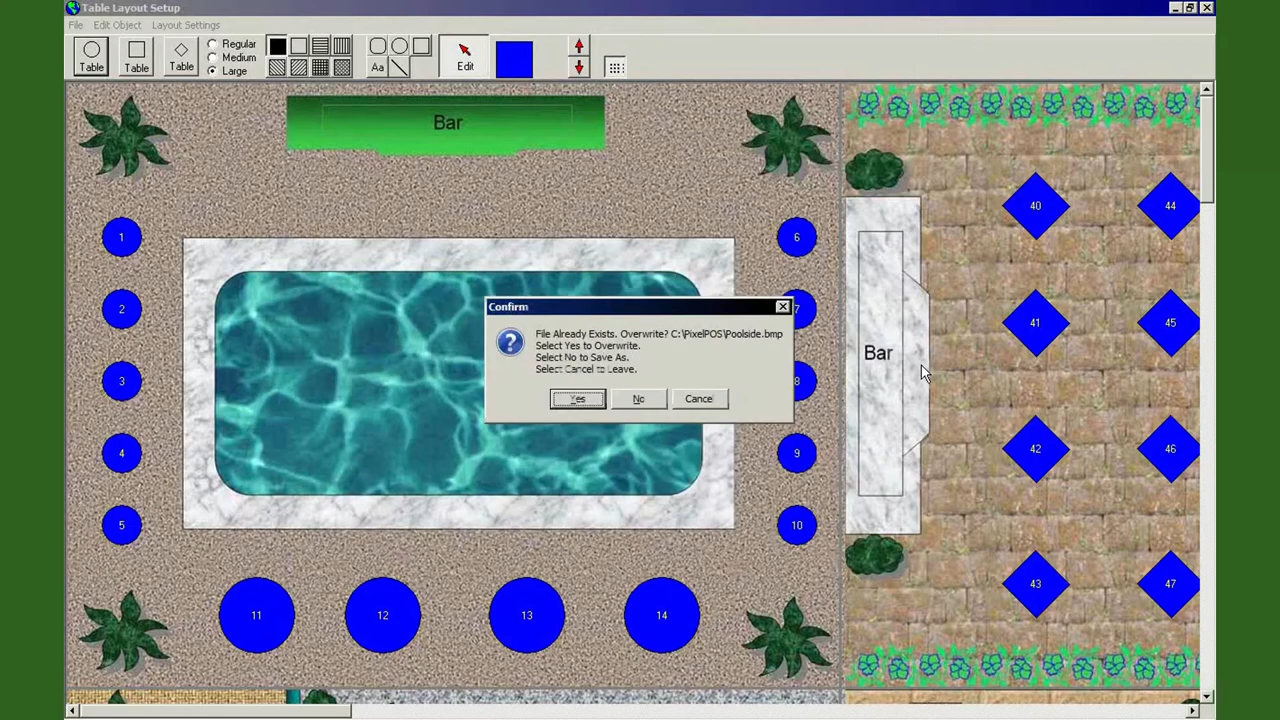 Table Layout Setup
File Edit Object Layout Settings
Table Table Table
Regular
Medium
Large
Aa
Edit
Bar
1
2
3
4
5
6
7
8
9
10
11 12 13 14
Bar
40 44
41 45
42 46
43 47
Confirm
File Already Exists. Overwrite? C:\PixelPOS\Poolside.bmp
Select Yes to Overwrite.
Select No to Save As.
Select Cancel to Leave.
Yes No Cancel